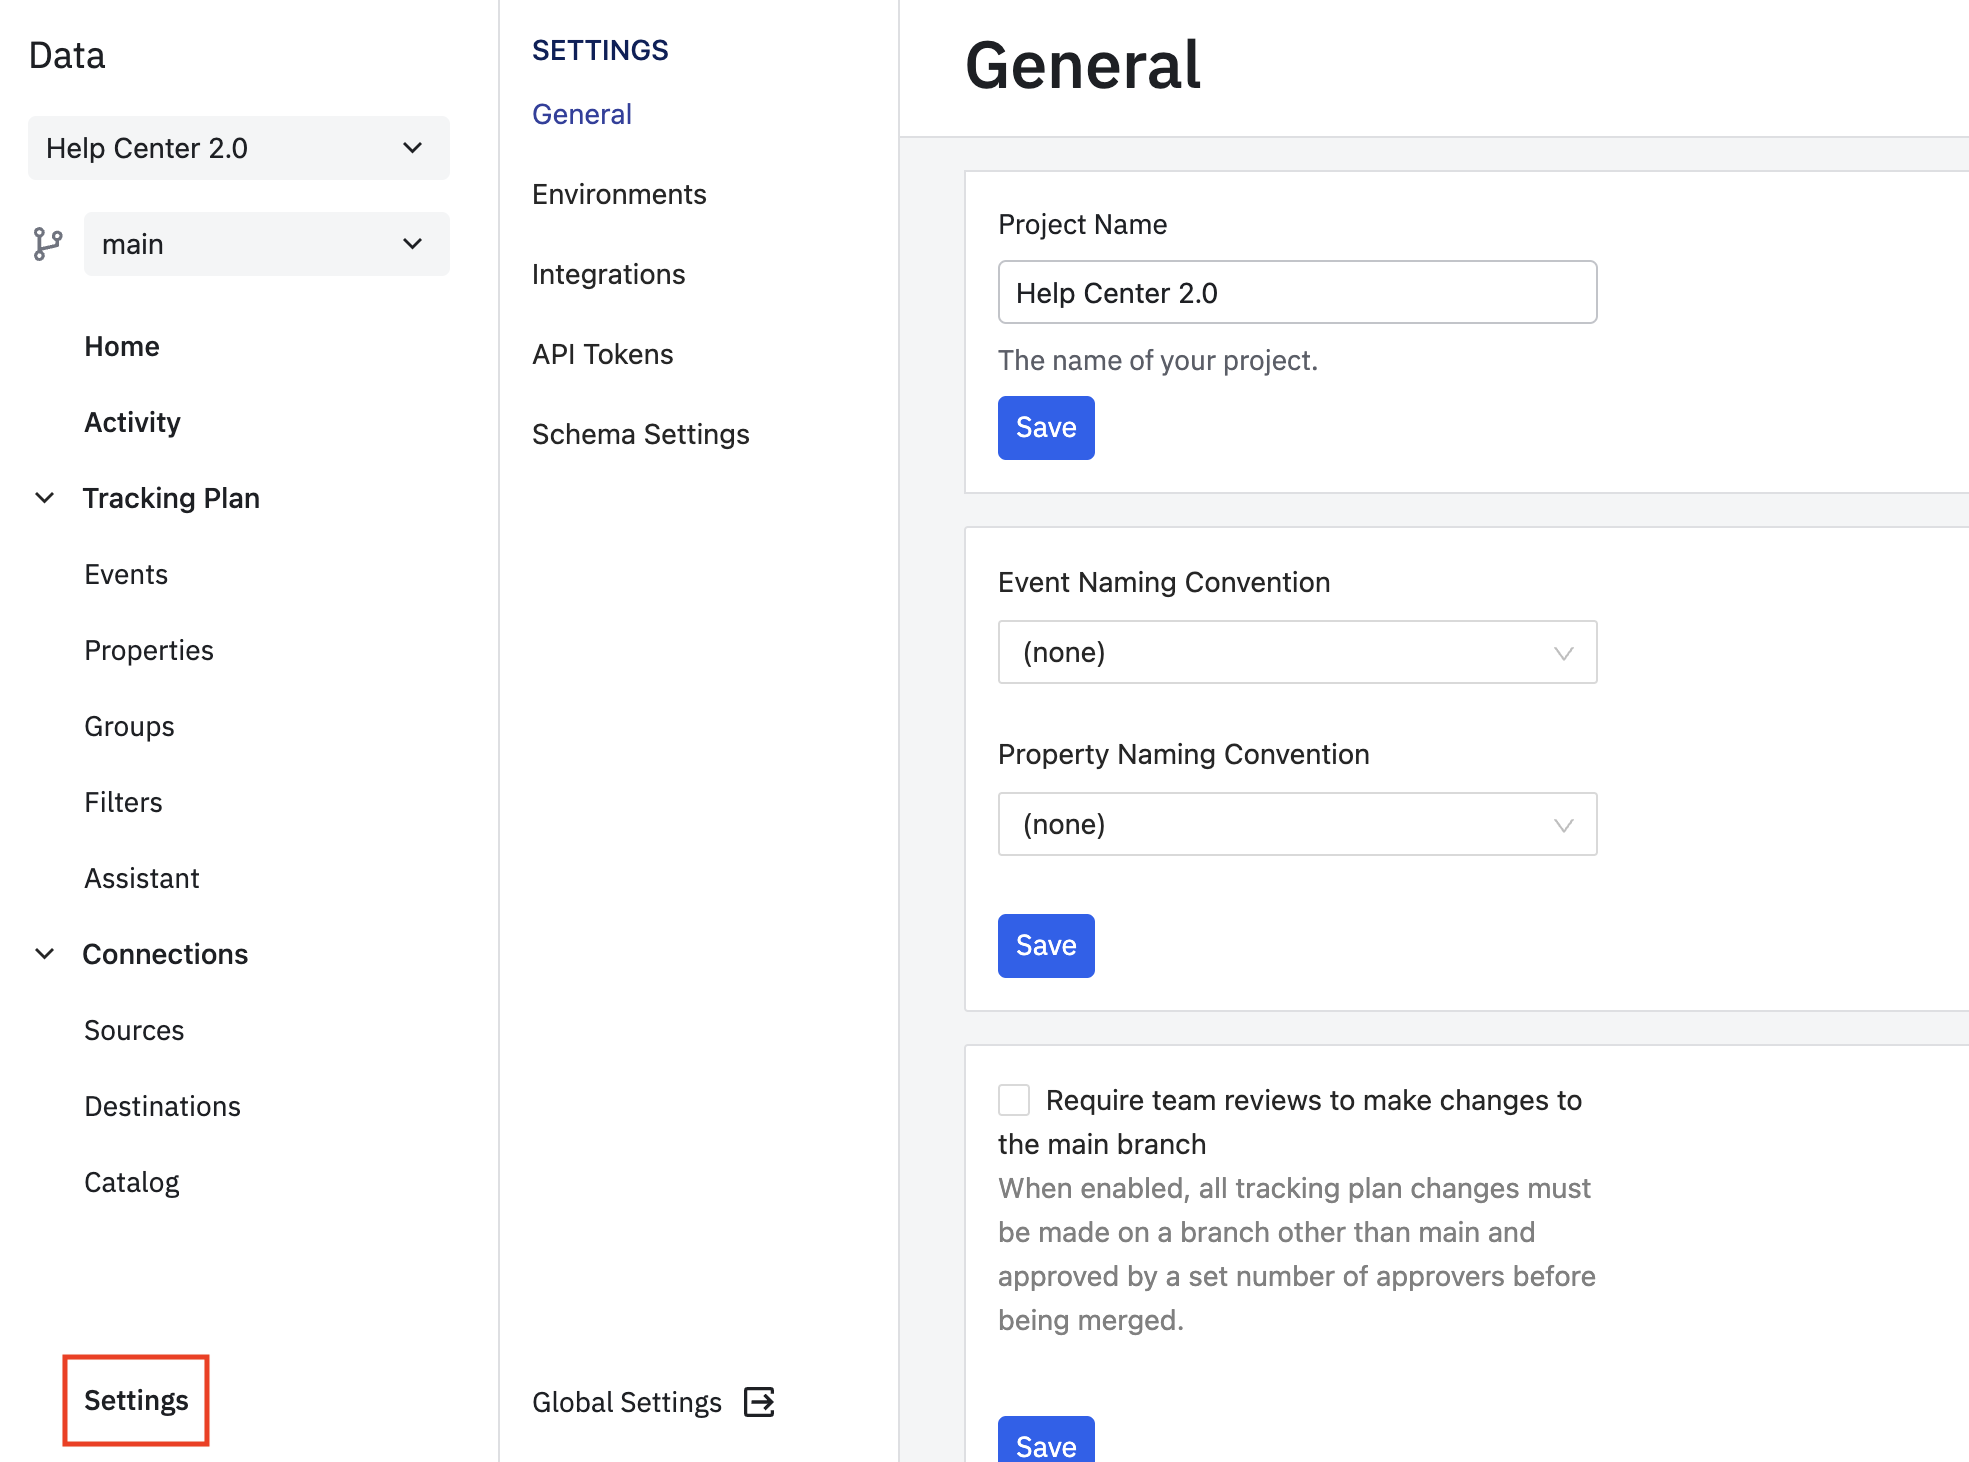 Data
Help Center 2.0
main
Home
Activity
Tracking Plan
Events
Properties
Groups
Filters
Assistant
Connections
Sources
Destinations
Catalog
Settings
SETTINGS
General
Environments
Integrations
API Tokens
Schema Settings
Global Settings
General
Project Name
Help Center 2.0
The name of your project.
Save
Event Naming Convention
(none)
Property Naming Convention
(none)
Save
Require team reviews to make changes to
the main branch
When enabled, all tracking plan changes must
be made on a branch other than main and
approved by a set number of approvers before
being merged.
Save